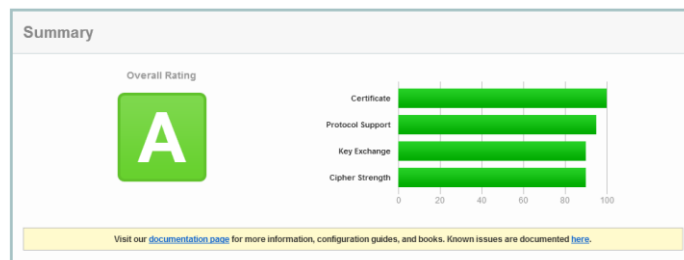 Summary
Overall Rating
A
Certificate
Protocol Support
Key Exchange
Cipher Strength
0 20 40 60 80 100
Visit our documentation page for more information, configuration guides, and books. Known issues are documented here.